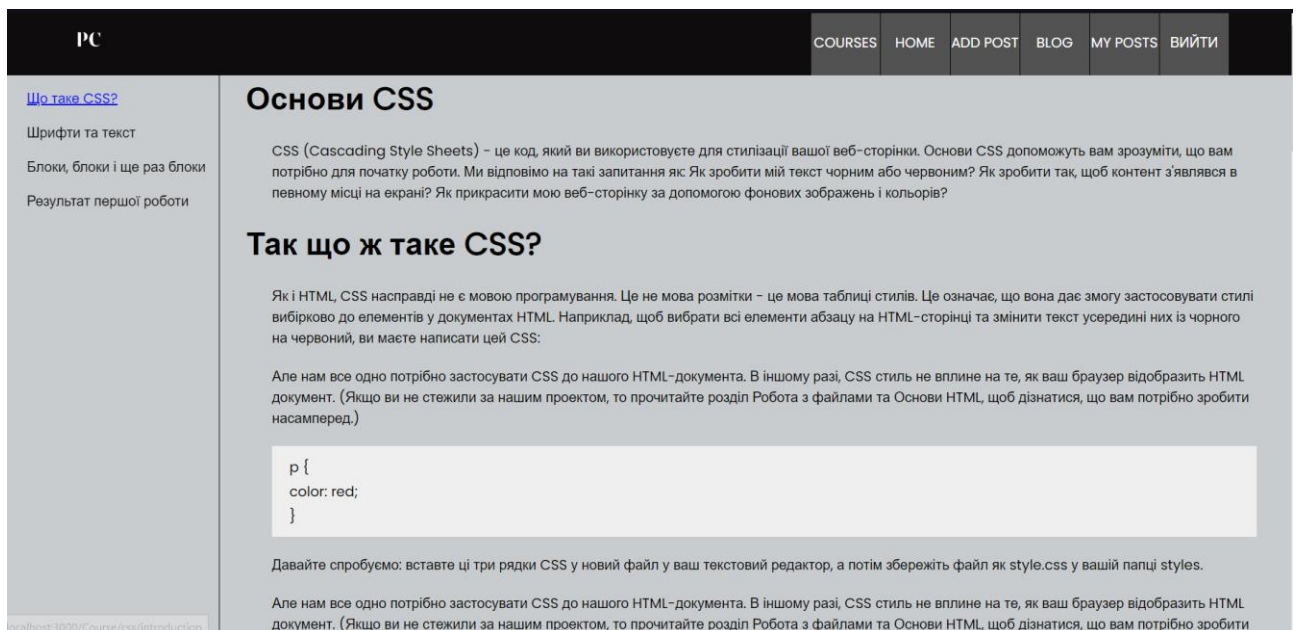 PC
COURSES HOME ADD POST BLOG MY POSTS ВИЙТИ
Що таке CSS?
Шрифти та текст
Блоки, блоки і ще раз блоки
Результат першої роботи
Основи CSS
CSS (Cascading Style Sheets) - це код, який ви використовуєте для стилізації вашої веб-сторінки. Основи CSS допоможуть вам зрозуміти, що вам
потрібно для початку роботи. Ми відповімо на такі запитання як: Як зробити мій текст чорним або червоним? Як зробити так, щоб контент з'являвся в
певному місці на екрані? Як прикрасити мою веб-сторінку за допомогою фонових зображень і кольорів?
Так що ж таке CSS?
Як і HTML, CSS насправді не є мовою програмування. Це не мова розмітки - це мова таблиці стилів. Це означає, що вона дає змогу застосовувати стилі
вибірково до елементів у документах HTML. Наприклад, щоб вибрати всі елементи абзацу на HTML-сторінці та змінити текст усередині них із чорного
на червоний, ви маєте написати цей CSS:
Але нам все одно потрібно застосувати CSS до нашого HTML-документа. В іншому разі, CSS стиль не вплине на те, як ваш браузер відобразить HTML
документ. (Якщо ви не стежили за нашим проектом, то прочитайте розділ Робота з файлами та Основи HTML, щоб дізнатися, що вам потрібно зробити
насамперед.)
p {
color: red;
}
Давайте спробуємо: вставте ці три рядки CSS у новий файл у ваш текстовий редактор, а потім збережіть файл як style.css у вашій папці styles.
Але нам все одно потрібно застосувати CSS до нашого HTML-документа. В іншому разі, CSS стиль не вплине на те, як ваш браузер відобразить HTML
документ. (Якщо ви не стежили за нашим проектом, то прочитайте розділ Робота з файлами та Основи HTML, щоб дізнатися, що вам потрібно зробити
localhost:3000/Course/css/introduction